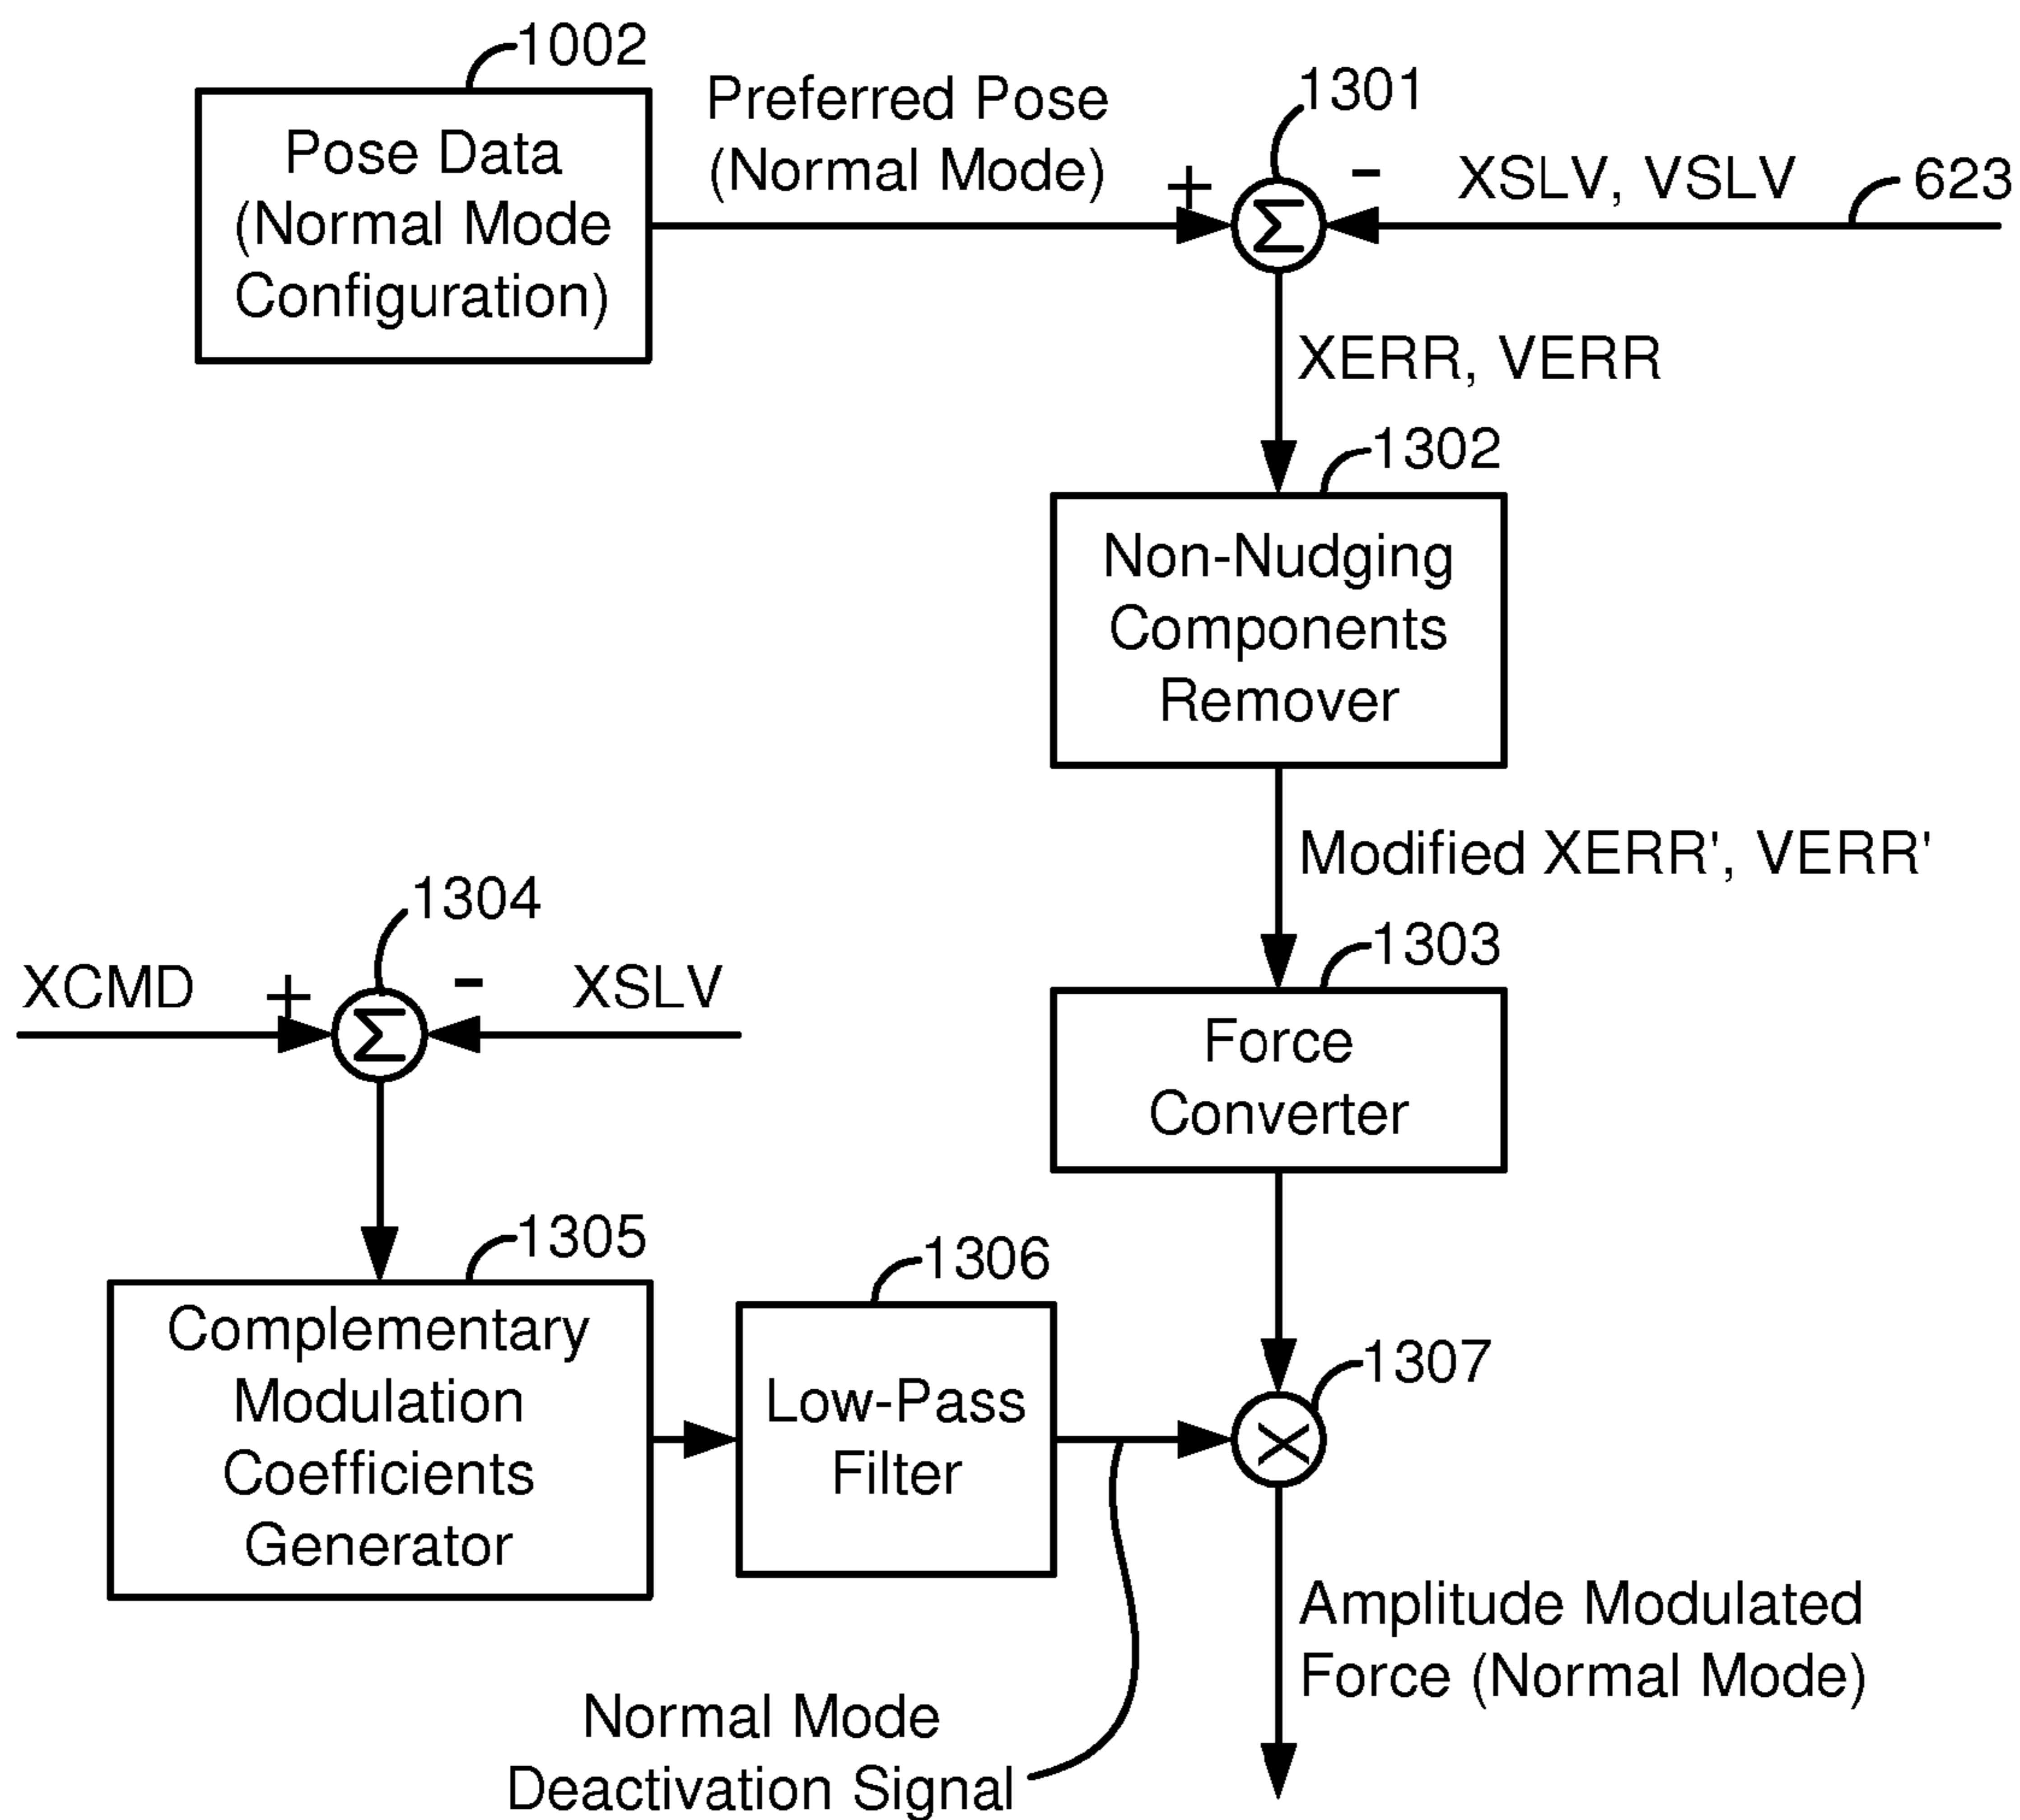 1002
Pose Data
(Normal Mode
Configuration)
Preferred Pose
(Normal Mode)
+
1301
-
Σ
XSLV, VSLV
623
XERR, VERR
1302
Non-Nudging
Components
Remover
Modified XERR', VERR'
1303
Force
Converter
1304
XCMD
+
Σ
-
XSLV
1305
Complementary
Modulation
Coefficients
Generator
1306
Low-Pass
Filter
1307
X
Normal Mode
Deactivation Signal
Amplitude Modulated
Force (Normal Mode)